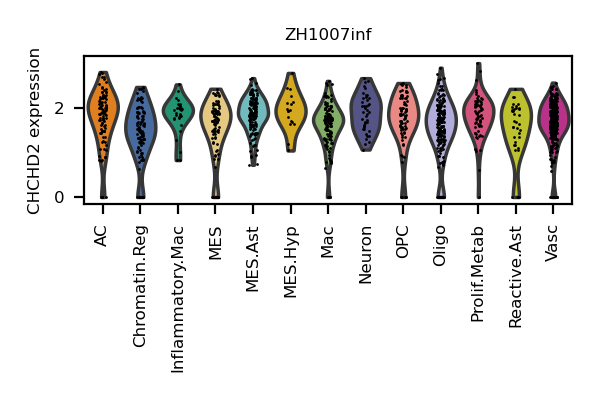 ZH1007inf
CHCHD2 expression
2
0
AC
Chromatin.Reg
Inflammatory.Mac
MES
MES.Ast
MES.Hyp
Mac
Neuron
OPC
Oligo
Prolif.Metab
Reactive.Ast
Vasc